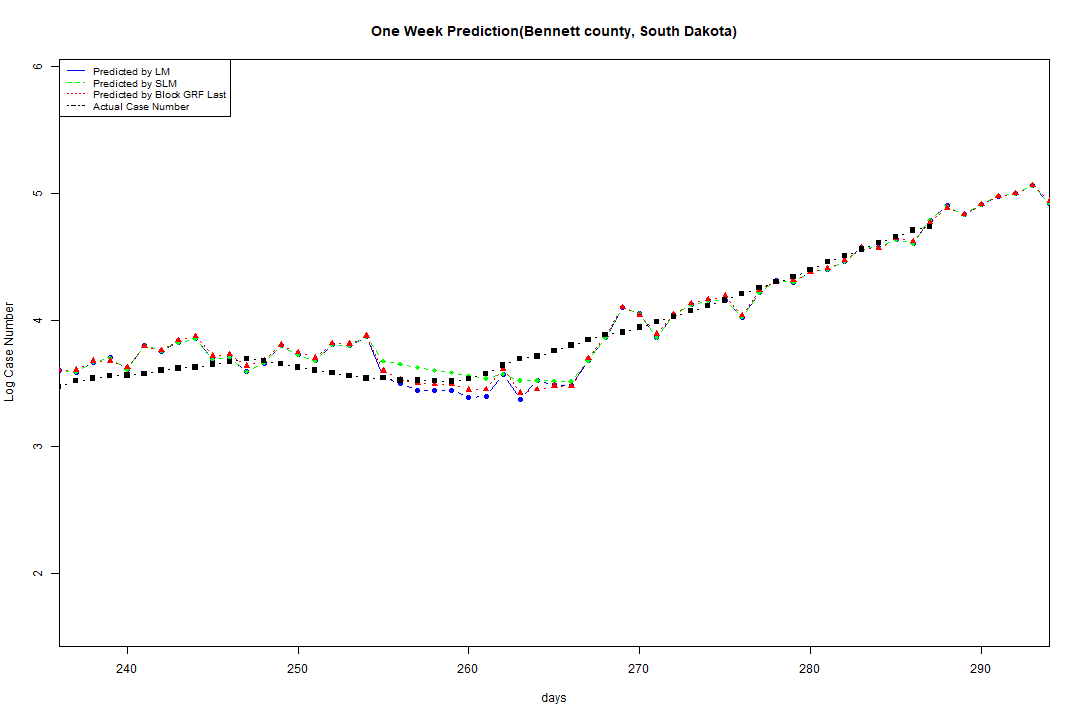 One Week Prediction(Bennett county, South Dakota)
Predicted by LM
Predicted by SLM
Predicted by Block GRF Last
Actual Case Number
6
5
4
3
2
Log Case Number
240 250 260 270 280 290
days